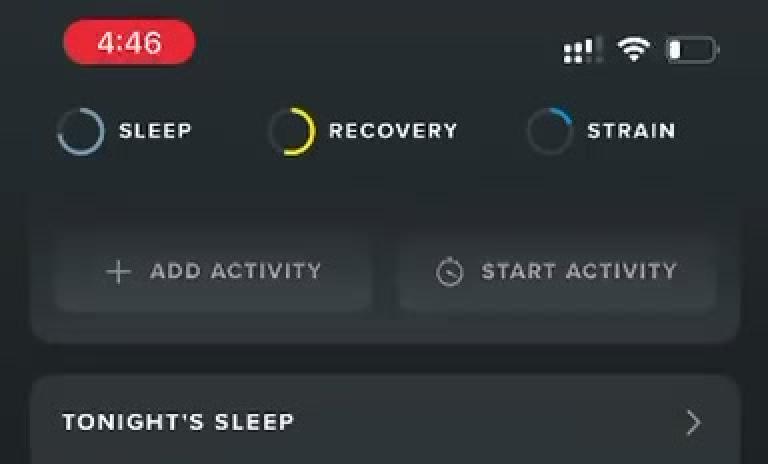 4:46
SLEEP RECOVERY STRAIN
ADD ACTIVITY START ACTIVITY
TONIGHT'S SLEEP